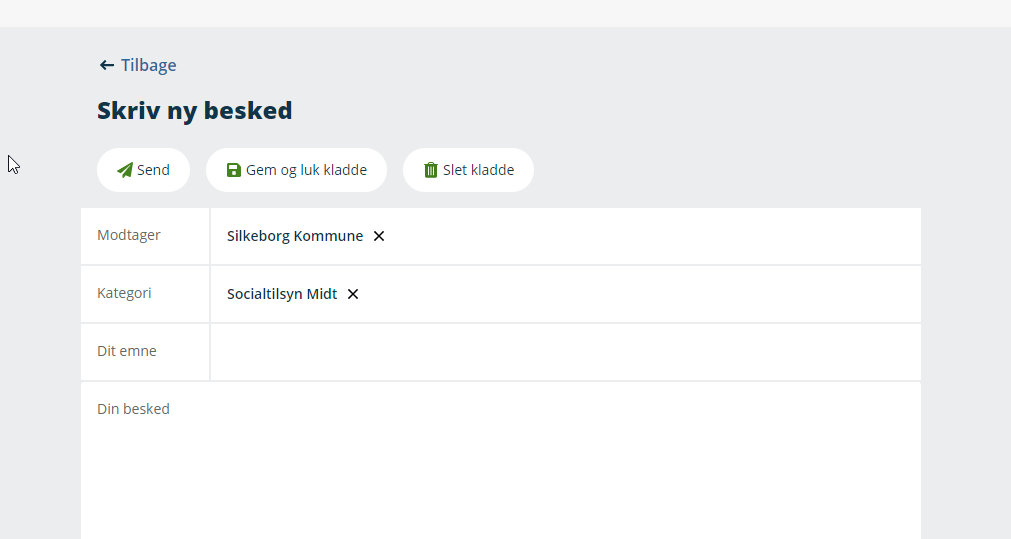 Tilbage
Skriv ny besked
Send Gem og luk kladde Slet kladde
Modtager Silkeborg Kommune
Kategori Socialtilsyn Midt
Dit emne
Din besked